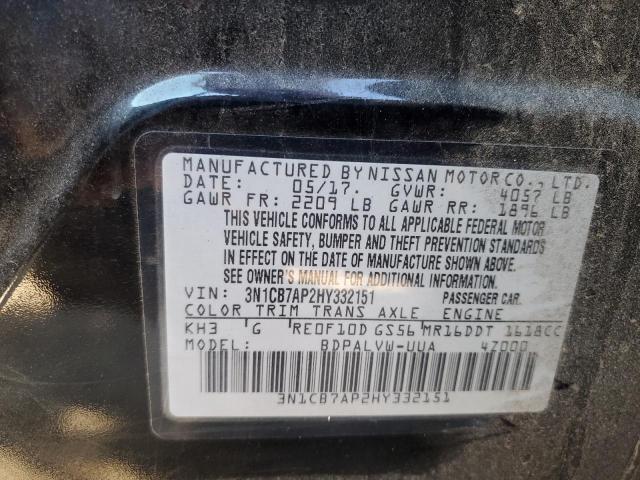 MANUFACTURED BY NISSAN MOTOR CO., LTD.
DATE: 05/17. GVWR: 4057 LB
GAWR FR: 2209 LB GAWR RR: 1896 LB
THIS VEHICLE CONFORMS TO ALL APPLICABLE FEDERAL MOTOR
VEHICLE SAFETY, BUMPER AND THEFT PREVENTION STANDARDS
IN EFFECT ON THE DATE OF MANUFACTURE SHOWN ABOVE.
SEE OWNER'S MANUAL FOR ADDITIONAL INFORMATION.
VIN: 3N1CB7AP2HY332151 PASSENGER CAR.
COLOR TRIM TRANS AXLE ENGINE
KH3 G RE0F10D GS56 MR16DDT 1618CC
MODEL: BDPALVW-UUA 4Z000
3N1CB7AP2HY332151